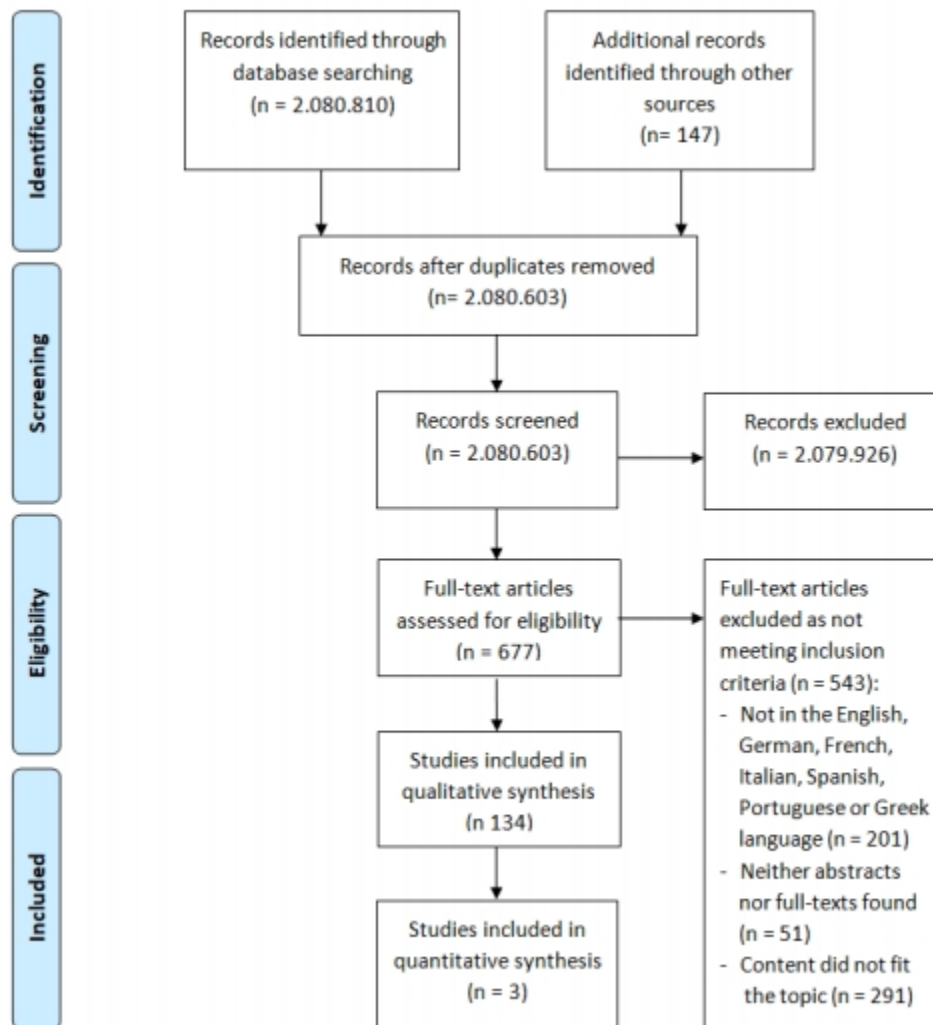 Identification
Records identified through
database searching
(n = 2.080.810)
Additional records
identified through other
sources
(n= 147)
Records after duplicates removed
(n= 2.080.603)
Screening
Records screened
(n = 2.080.603)
Records excluded
(n = 2.079.926)
Eligibility
Full-text articles
assessed for eligibility
(n = 677)
Full-text articles
excluded as not
meeting inclusion
criteria (n = 543):
- Not in the English,
German, French,
Italian, Spanish,
Portuguese or Greek
language (n = 201)
- Neither abstracts
nor full-texts found
(n = 51)
- Content did not fit
the topic (n = 291)
Included
Studies included in
qualitative synthesis
(n 134)
Studies included in
quantitative synthesis
(n = 3)